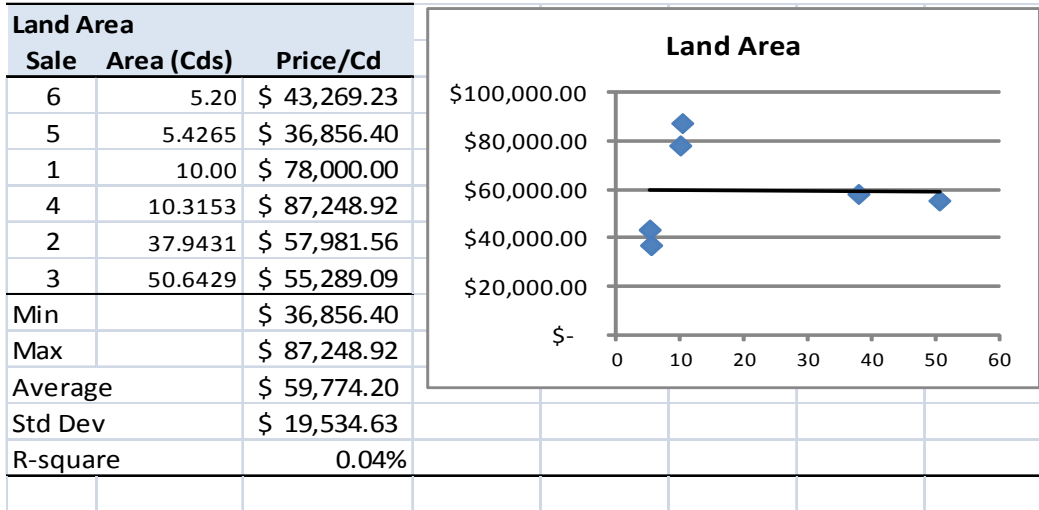 Land Area
Sale Area (Cds) Price/Cd
6 5.20 $ 43,269.23
5 5.4265 $ 36,856.40
1 10.00 $ 78,000.00
4 10.3153 $ 87,248.92
2 37.9431 $ 57,981.56
3 50.6429 $ 55,289.09
Min $ 36,856.40
Max $ 87,248.92
Average $ 59,774.20
Std Dev $ 19,534.63
R-square 0.04%
Land Area
$100,000.00
$80,000.00
$60,000.00
$40,000.00
$20,000.00
$-
0 10 20 30 40 50 60